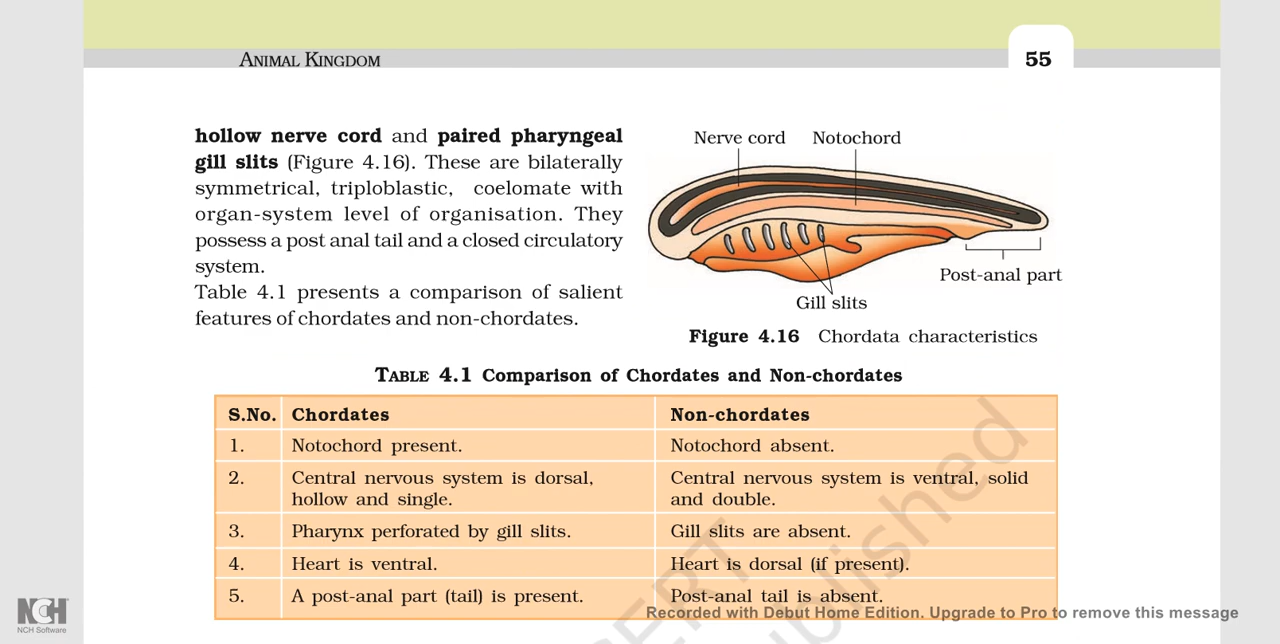 ANIMAL KINGDOM
55
hollow nerve cord and paired pharyngeal
gill slits (Figure 4.16). These are bilaterally
symmetrical, triploblastic, coelomate with
organ-system level of organisation. They
possess a post anal tail and a closed circulatory
system.
Table 4.1 presents a comparison of salient
features of chordates and non-chordates.
Nerve cord Notochord
Post-anal part
Gill slits
Figure 4.16 Chordata characteristics
TABLE 4.1 Comparison of Chordates and Non-chordates
S.No. Chordates Non-chordates
1. Notochord present. Notochord absent.
2. Central nervous system is dorsal, Central nervous system is ventral, solid
hollow and single. and double.
3. Pharynx perforated by gill slits. Gill slits are absent.
4. Heart is ventral. Heart is dorsal (if present).
5. A post-anal part (tail) is present. Post-anal tail is absent.
NCH
NCH Software
Recorded with Debut Home Edition. Upgrade to Pro to remove this message